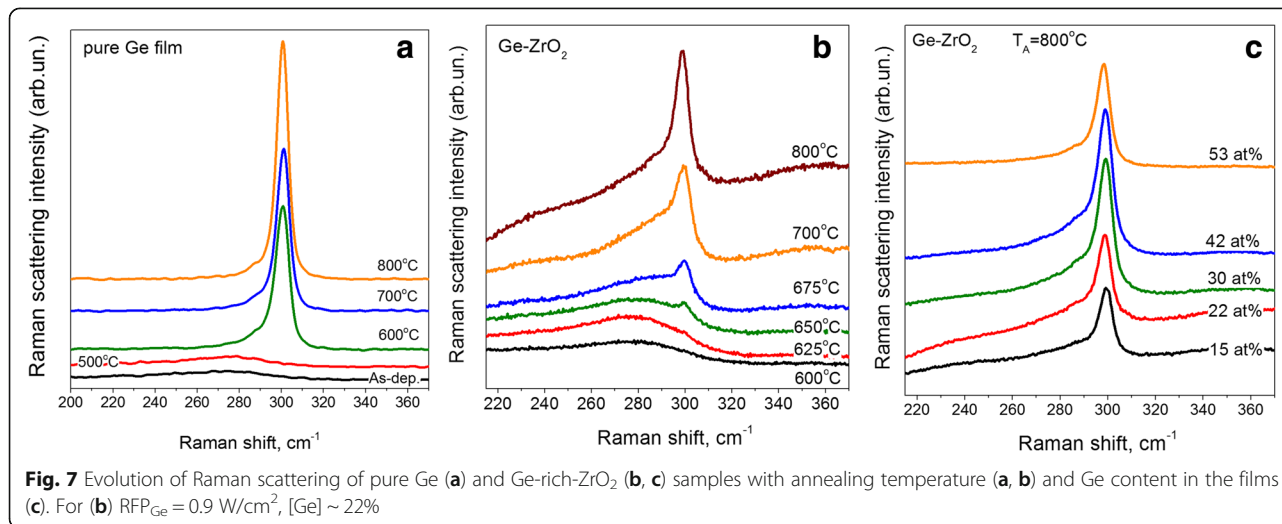 pure Ge film
a
800°C
700°C
600°C
500°C
As-dep.
200 220 240 260 280 300 320 340 360
Raman shift, cm⁻¹
Raman scattering intensity (arb.un.)
Ge-ZrO₂
b
800°C
700°C
675°C
650°C
625°C
600°C
220 240 260 280 300 320 340 360
Raman shift, cm⁻¹
Raman scattering intensity (arb.un.)
Ge-ZrO₂ T_A=800°C
c
53 at%
42 at%
30 at%
22 at%
15 at%
220 240 260 280 300 320 340 360
Raman shift, cm⁻¹
Raman scattering intensity (arb.un.)
Fig. 7 Evolution of Raman scattering of pure Ge (a) and Ge-rich-ZrO₂ (b, c) samples with annealing temperature (a, b) and Ge content in the films
(c). For (b) RFP_Ge = 0.9 W/cm², [Ge] ~ 22%